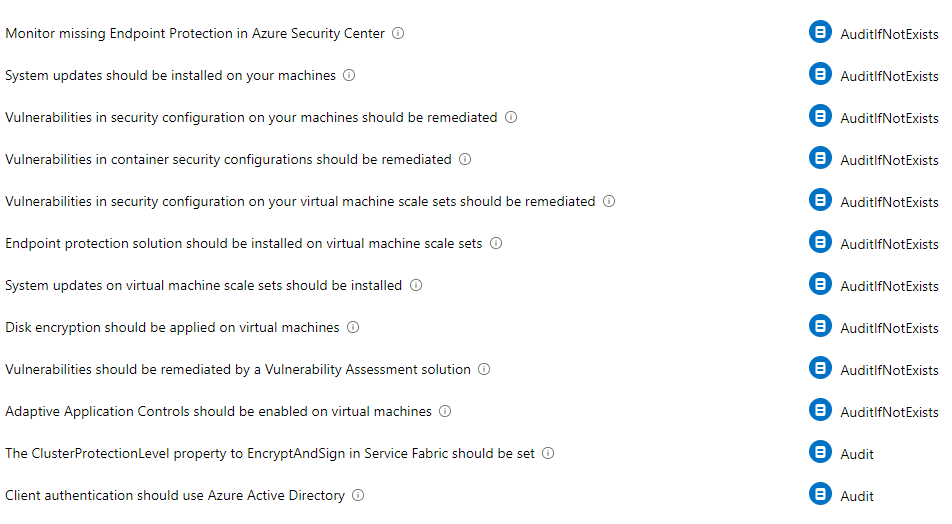 Monitor missing Endpoint Protection in Azure Security Center AuditIfNotExists
System updates should be installed on your machines AuditIfNotExists
Vulnerabilities in security configuration on your machines should be remediated AuditIfNotExists
Vulnerabilities in container security configurations should be remediated AuditIfNotExists
Vulnerabilities in security configuration on your virtual machine scale sets should be remediated AuditIfNotExists
Endpoint protection solution should be installed on virtual machine scale sets AuditIfNotExists
System updates on virtual machine scale sets should be installed AuditIfNotExists
Disk encryption should be applied on virtual machines AuditIfNotExists
Vulnerabilities should be remediated by a Vulnerability Assessment solution AuditIfNotExists
Adaptive Application Controls should be enabled on virtual machines AuditIfNotExists
The ClusterProtectionLevel property to EncryptAndSign in Service Fabric should be set Audit
Client authentication should use Azure Active Directory Audit